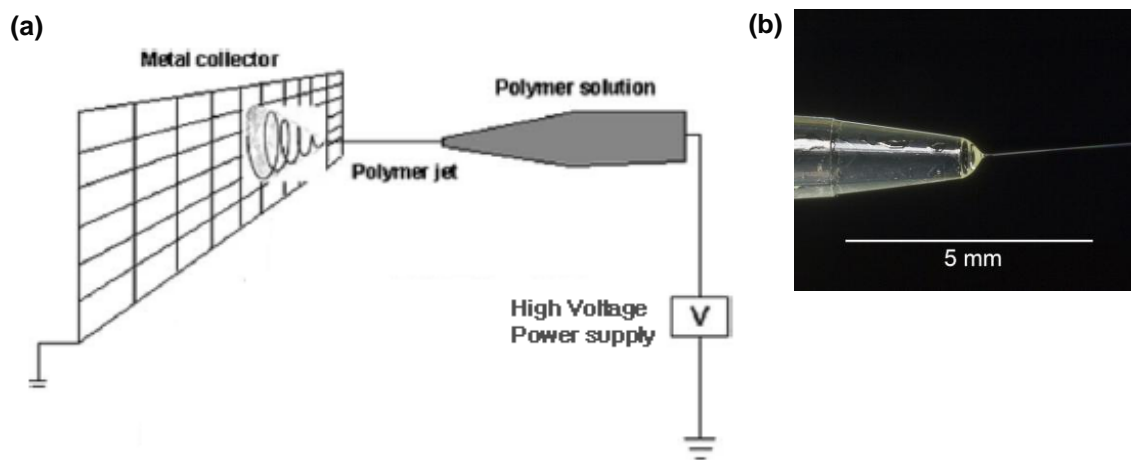 (a)
Metal collector
Polymer solution
Polymer jet
High Voltage
Power supply
V
(b)
5 mm